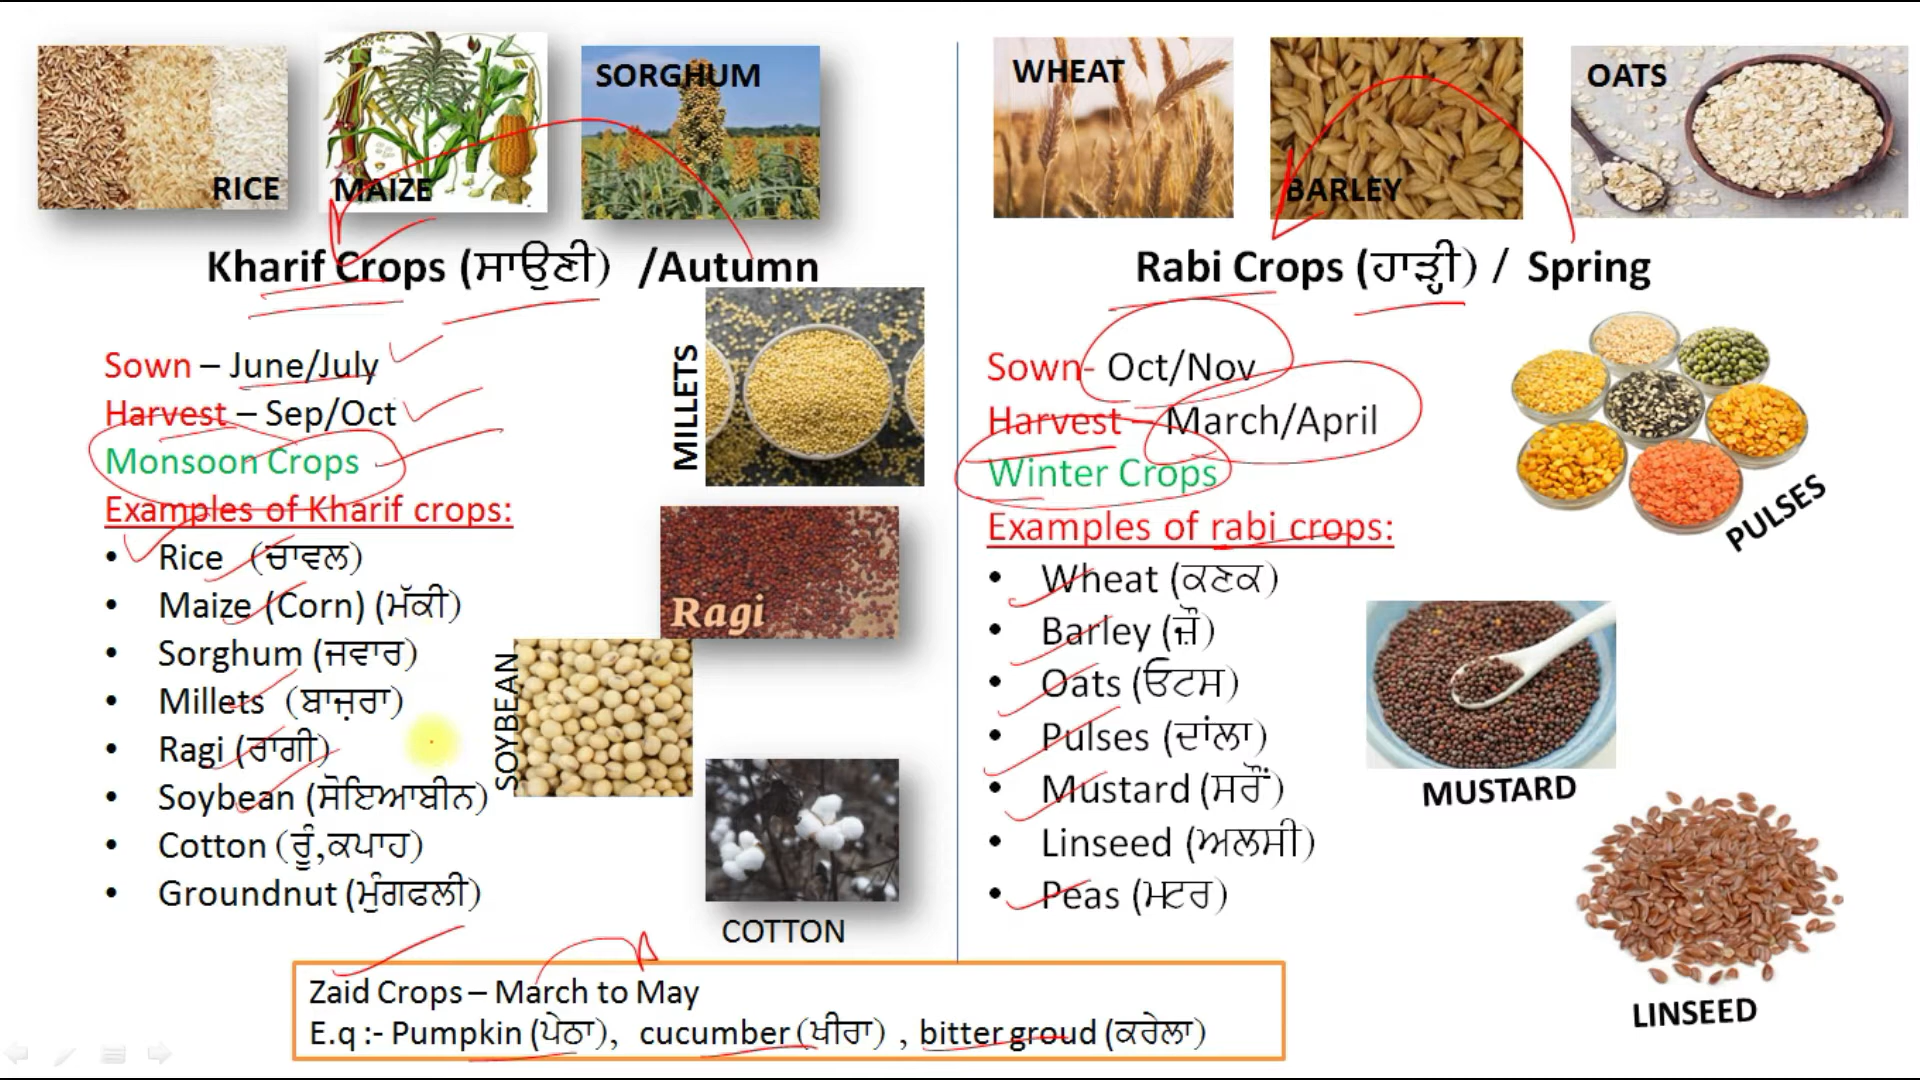 RICE
MAIZE
SORGHUM
Kharif Crops (ਸਾਉਣੀ) /Autumn
Sown – June/July
Harvest – Sep/Oct
Monsoon Crops
Examples of Kharif crops:
• Rice (ਚਾਵਲ)
• Maize (Corn) (ਮੱਕੀ)
• Sorghum (ਜਵਾਰ)
• Millets (ਬਾਜ਼ਰਾ)
• Ragi (ਰਾਗੀ)
• Soybean (ਸੋਇਆਬੀਨ)
• Cotton (ਰੂੰ,ਕਪਾਹ)
• Groundnut (ਮੁੰਗਫਲੀ)
MILLETS
Ragi
SOYBEAN
COTTON
WHEAT
BARLEY
OATS
Rabi Crops (ਹਾੜ੍ਹੀ) / Spring
Sown- Oct/Nov
Harvest – March/April
Winter Crops
Examples of rabi crops:
• Wheat (ਕਣਕ)
• Barley (ਜ਼ੌ)
• Oats (ਓਟਸ)
• Pulses (ਦਾਂਲਾ)
• Mustard (ਸਰੌਂ)
• Linseed (ਅਲਸੀ)
• Peas (ਮਟਰ)
PULSES
MUSTARD
LINSEED
Zaid Crops – March to May
E.q :- Pumpkin (ਪੇਠਾ), cucumber (ਖੀਰਾ) , bitter groud (ਕਰੇਲਾ)